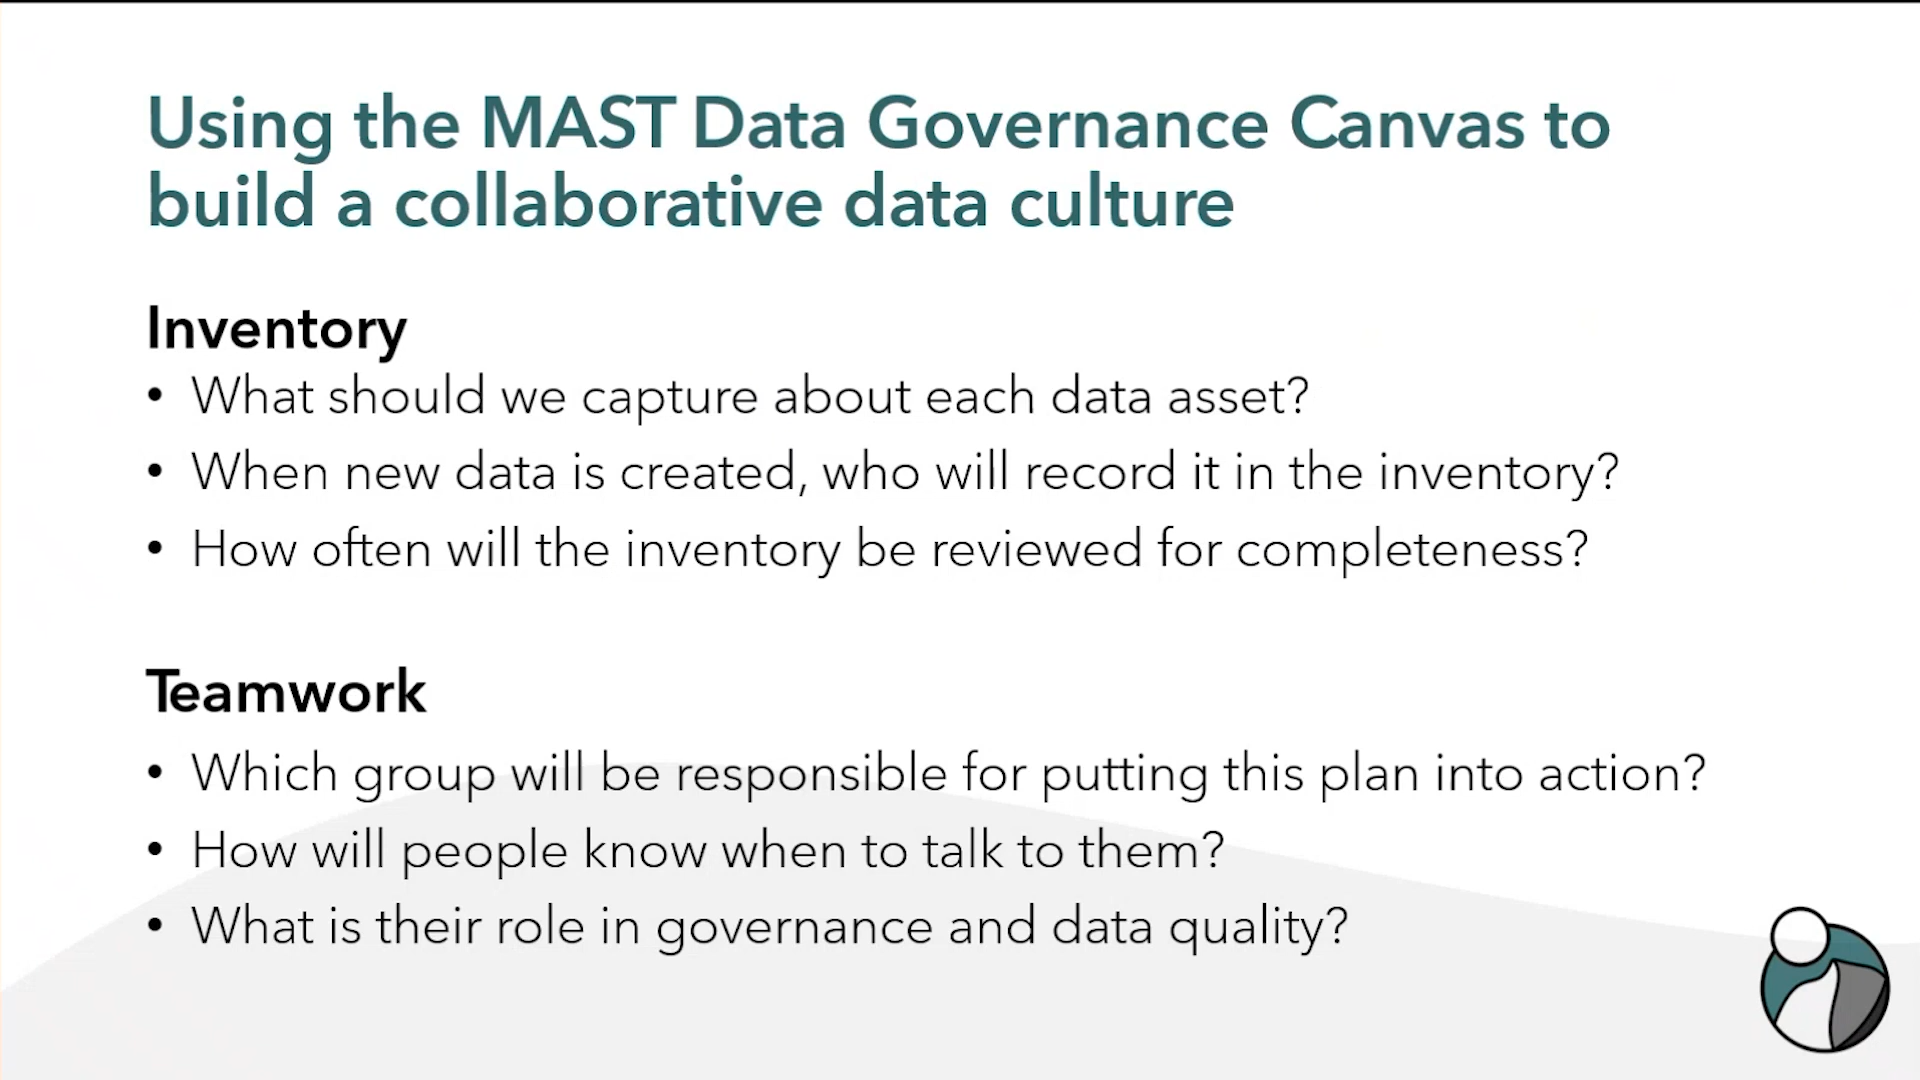 Using the MAST Data Governance Canvas to
build a collaborative data culture
Inventory
• What should we capture about each data asset?
• When new data is created, who will record it in the inventory?
• How often will the inventory be reviewed for completeness?
Teamwork
• Which group will be responsible for putting this plan into action?
• How will people know when to talk to them?
• What is their role in governance and data quality?